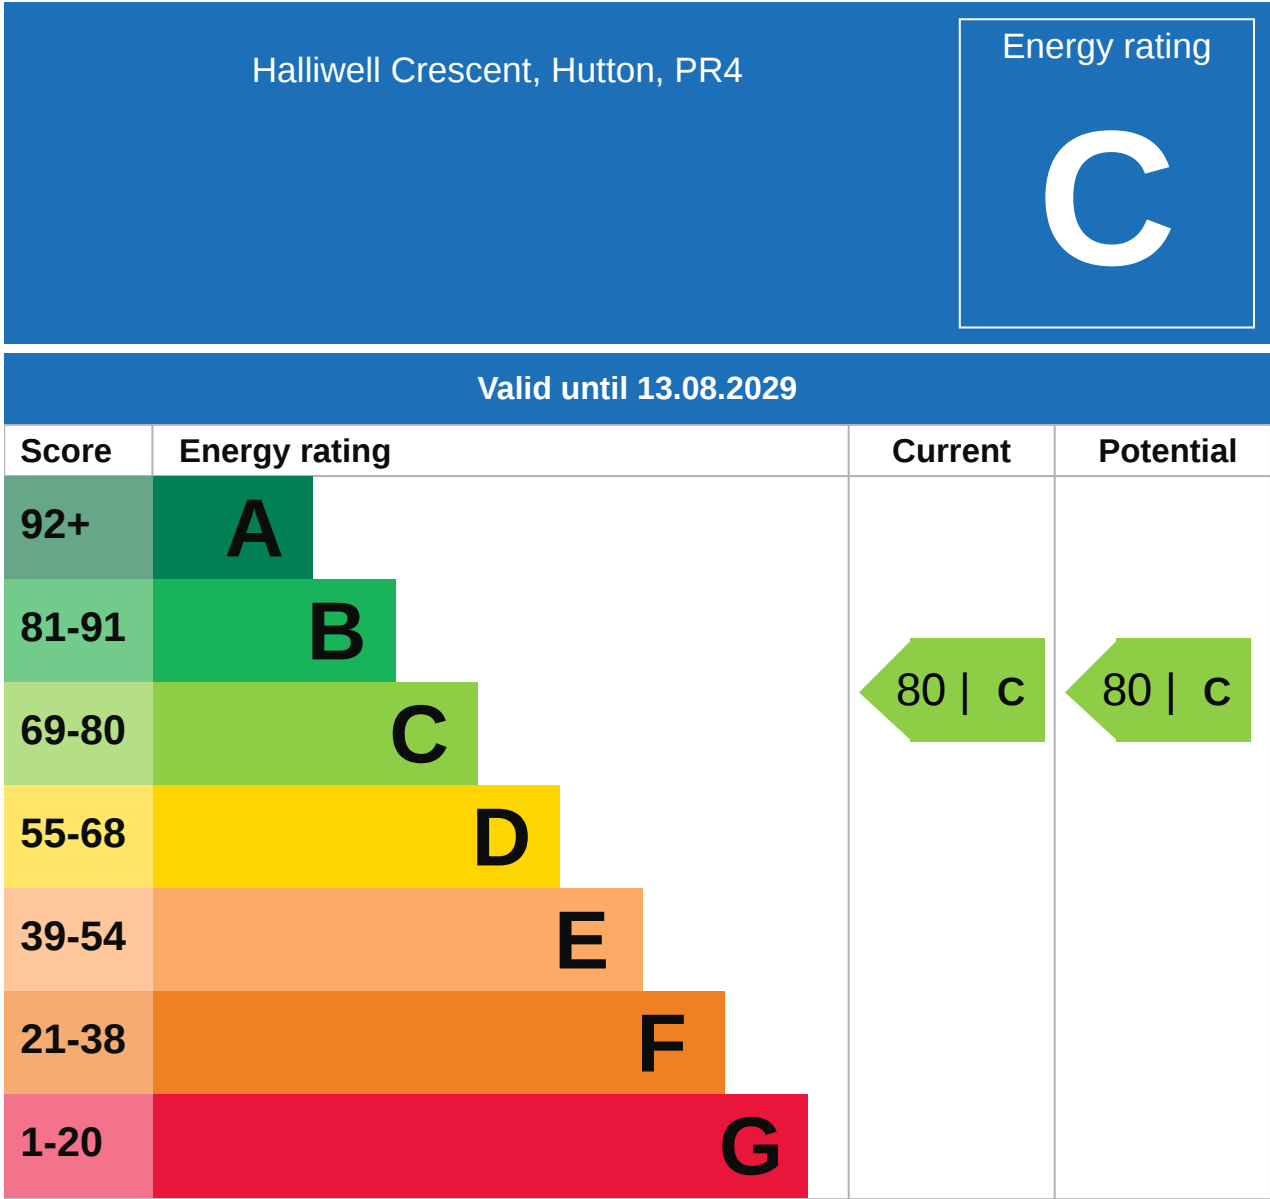 Halliwell Crescent, Hutton, PR4
Energy rating
C
Valid until 13.08.2029
Score Energy rating Current Potential
92+ A
81-91 B
69-80 C 80 | C 80 | C
55-68 D
39-54 E
21-38 F
1-20 G